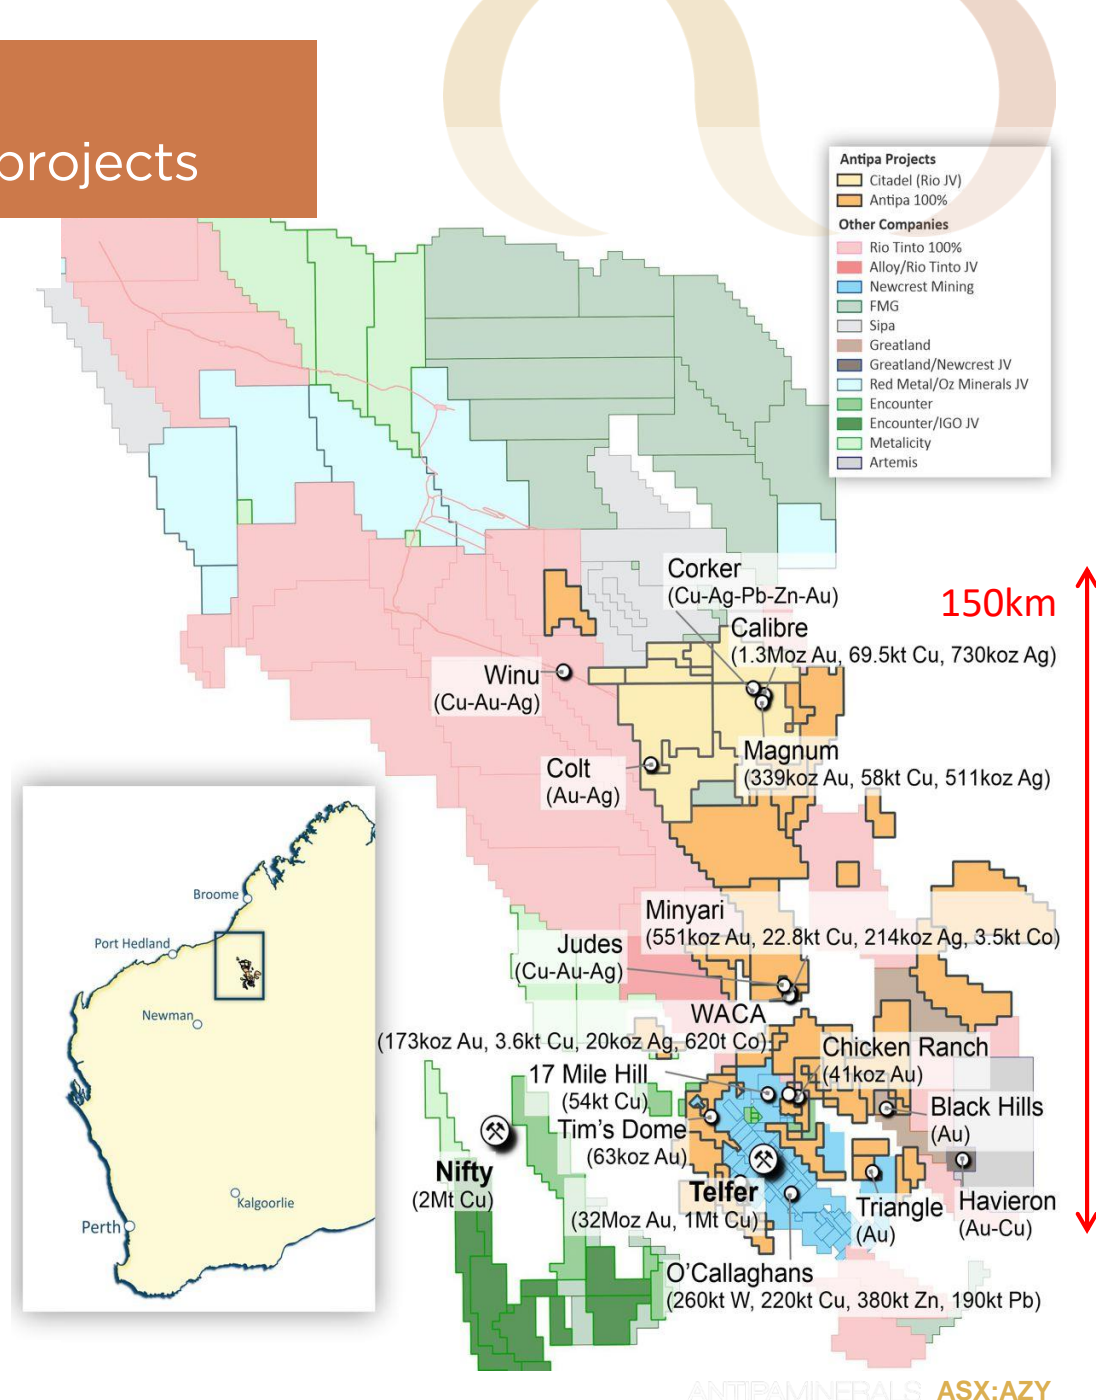 projects
Antipa Projects
Citadel (Rio JV)
Antipa 100%
Other Companies
Rio Tinto 100%
Alloy/Rio Tinto JV
Newcrest Mining
FMG
Sipa
Greatland
Greatland/Newcrest JV
Red Metal/Oz Minerals JV
Encounter
Encounter/IGO JV
Metalicity
Artemis
150km
Corker
(Cu-Ag-Pb-Zn-Au)
Calibre
(1.3Moz Au, 69.5kt Cu, 730koz Ag)
Winu
(Cu-Au-Ag)
Magnum
(339koz Au, 58kt Cu, 511koz Ag)
Colt
(Au-Ag)
Minyari
(551koz Au, 22.8kt Cu, 214koz Ag, 3.5kt Co)
Judes
(Cu-Au-Ag)
WACA
(173koz Au, 3.6kt Cu, 20koz Ag, 620t Co)
Chicken Ranch
(41koz Au)
17 Mile Hill
(54kt Cu)
Black Hills
(Au)
Tim's Dome
(63koz Au)
Nifty
(2Mt Cu)
Telfer
(32Moz Au, 1Mt Cu)
Triangle
(Au)
Havieron
(Au-Cu)
O'Callaghans
(260kt W, 220kt Cu, 380kt Zn, 190kt Pb)
Broome
Port Hedland
Newman
Kalgoorlie
Perth
ANTIPAMINERALS ASX:AZY